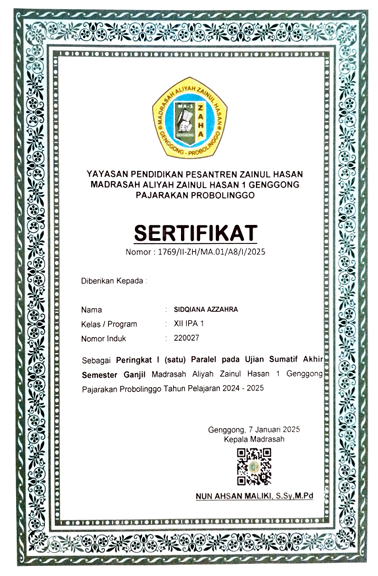 MADRASAH ALIYAH ZAINUL HASAN
MA-1
ZAHA
GENGGONG - PROBOLINGGO
YAYASAN PENDIDIKAN PESANTREN ZAINUL HASAN
MADRASAH ALIYAH ZAINUL HASAN 1 GENGGONG
PAJARAKAN PROBOLINGGO
SERTIFIKAT
Nomor : 1769/II-ZH/MA.01/A8/I/2025
Diberikan Kepada :
Nama : SIDQIANA AZZAHRA
Kelas / Program : XII IPA 1
Nomor Induk : 220027
Sebagai Peringkat I (satu) Paralel pada Ujian Sumatif Akhir
Semester Ganjil Madrasah Aliyah Zainul Hasan 1 Genggong
Pajarakan Probolinggo Tahun Pelajaran 2024 - 2025
Genggong, 7 Januari 2025
Kepala Madrasah
NUN AHSAN MALIKI, S.Sy,M.Pd